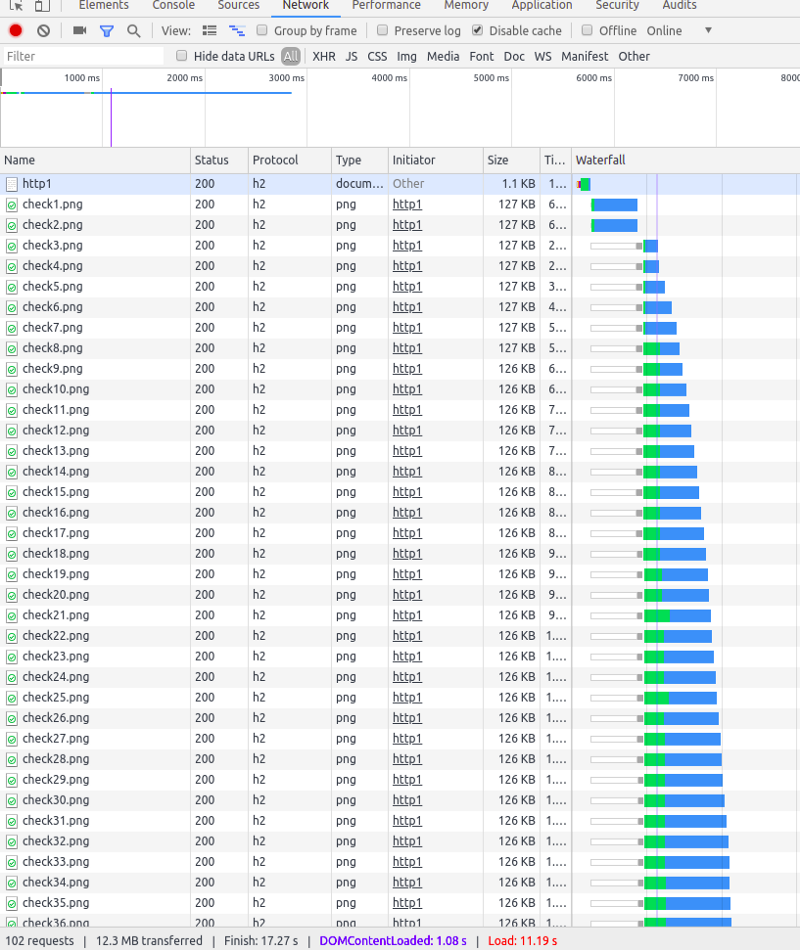 Elements Console Sources Network Performance Memory Application Security Audits
View: Group by frame Preserve log Disable cache Offline Online
Filter Hide data URLs All XHR JS CSS Img Media Font Doc WS Manifest Other
1000 ms 2000 ms 3000 ms 4000 ms 5000 ms 6000 ms 7000 ms 8000
Name Status Protocol Type Initiator Size Ti... Waterfall
http1 200 h2 docum... Other 1.1 KB 1...
check1.png 200 h2 png http1 127 KB 6...
check2.png 200 h2 png http1 127 KB 6...
check3.png 200 h2 png http1 127 KB 2...
check4.png 200 h2 png http1 127 KB 2...
check5.png 200 h2 png http1 127 KB 3...
check6.png 200 h2 png http1 127 KB 4...
check7.png 200 h2 png http1 127 KB 5...
check8.png 200 h2 png http1 127 KB 5...
check9.png 200 h2 png http1 126 KB 6...
check10.png 200 h2 png http1 126 KB 6...
check11.png 200 h2 png http1 126 KB 7...
check12.png 200 h2 png http1 126 KB 7...
check13.png 200 h2 png http1 126 KB 7...
check14.png 200 h2 png http1 126 KB 8...
check15.png 200 h2 png http1 126 KB 8...
check16.png 200 h2 png http1 126 KB 8...
check17.png 200 h2 png http1 126 KB 8...
check18.png 200 h2 png http1 126 KB 9...
check19.png 200 h2 png http1 126 KB 9...
check20.png 200 h2 png http1 126 KB 9...
check21.png 200 h2 png http1 126 KB 9...
check22.png 200 h2 png http1 126 KB 1....
check23.png 200 h2 png http1 126 KB 1....
check24.png 200 h2 png http1 126 KB 1....
check25.png 200 h2 png http1 126 KB 1....
check26.png 200 h2 png http1 126 KB 1....
check27.png 200 h2 png http1 126 KB 1....
check28.png 200 h2 png http1 126 KB 1....
check29.png 200 h2 png http1 126 KB 1....
check30.png 200 h2 png http1 126 KB 1....
check31.png 200 h2 png http1 126 KB 1....
check32.png 200 h2 png http1 126 KB 1....
check33.png 200 h2 png http1 126 KB 1....
check34.png 200 h2 png http1 126 KB 1....
check35.png 200 h2 png http1 126 KB 1....
check36.png 200 h2 png http1 126 KB 1....
102 requests | 12.3 MB transferred | Finish: 17.27 s | DOMContentLoaded: 1.08 s | Load: 11.19 s